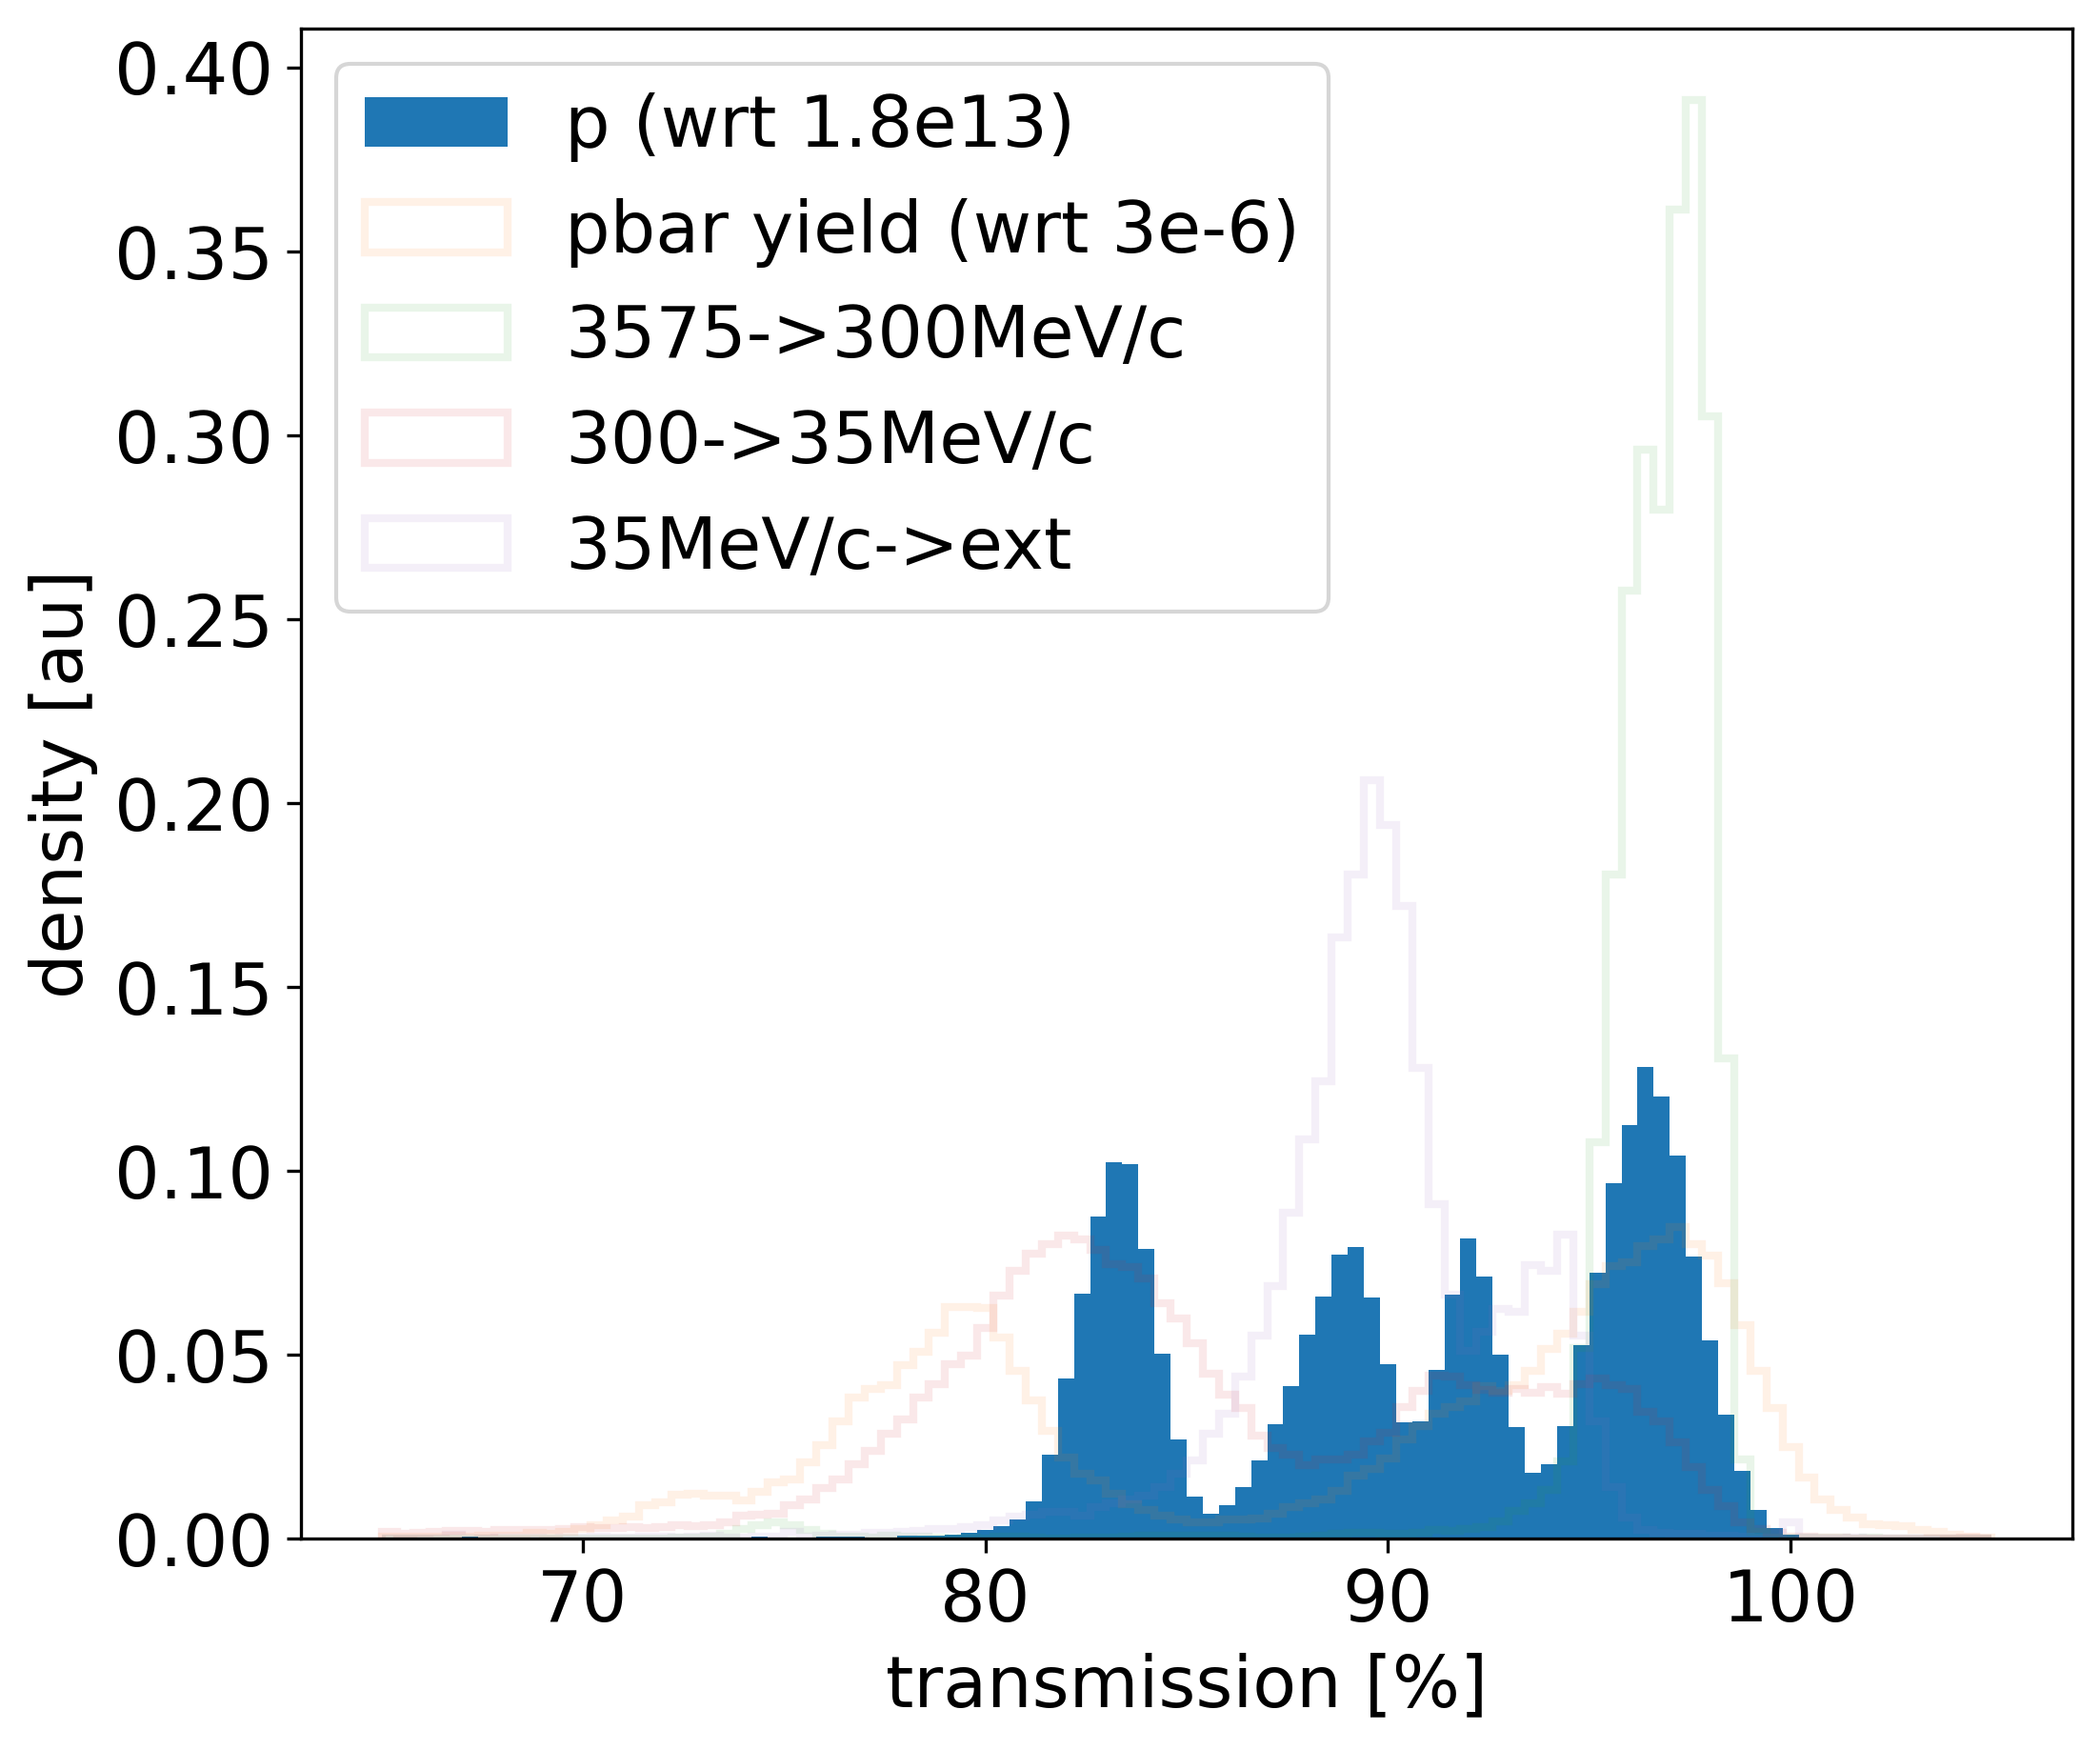 0.40
0.35
0.30
0.25
0.20
0.15
0.10
0.05
0.00
density [au]
p (wrt 1.8e13)
pbar yield (wrt 3e-6)
3575->300MeV/c
300->35MeV/c
35MeV/c->ext
70 80 90 100
transmission [%]